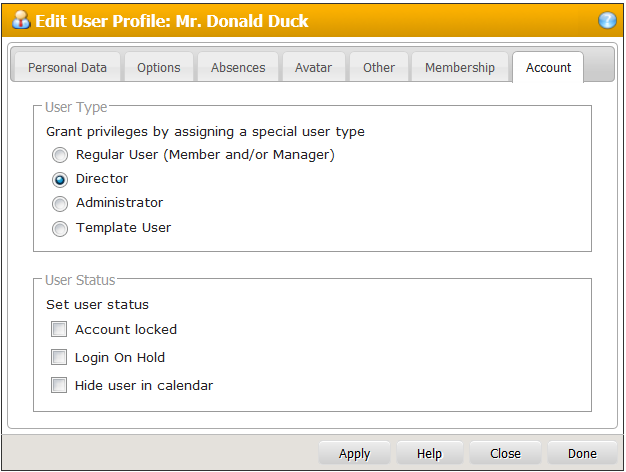 Edit User Profile: Mr. Donald Duck
?
Personal Data Options Absences Avatar Other Membership Account
User Type
Grant privileges by assigning a special user type
Regular User (Member and/or Manager)
Director
Administrator
Template User
User Status
Set user status
Account locked
Login On Hold
Hide user in calendar
Apply Help Close Done